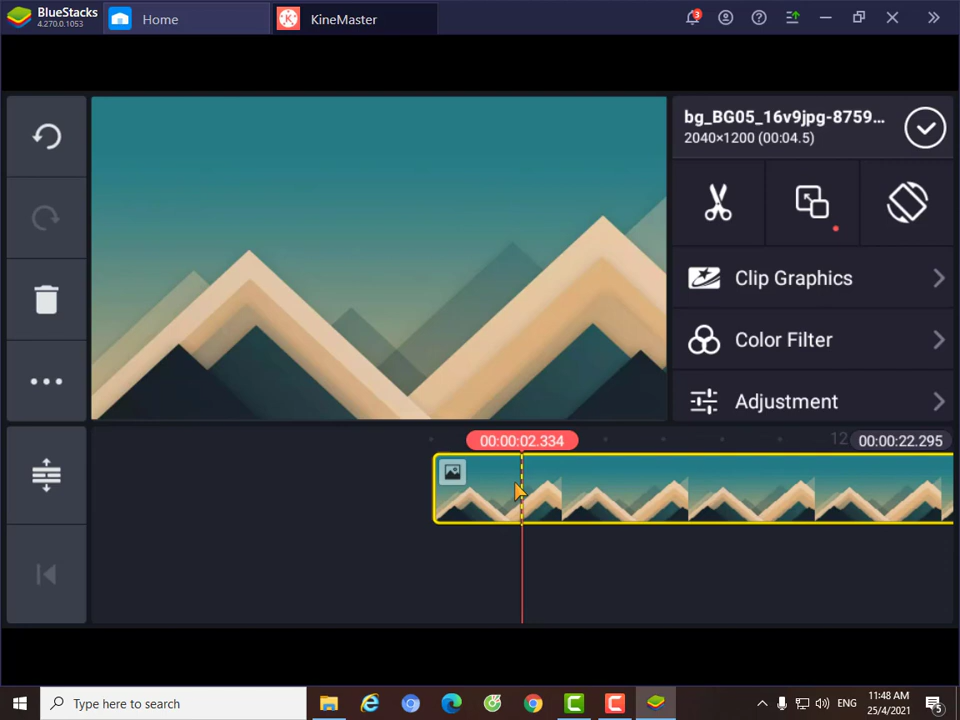 BlueStacks
4.270.0.1053
Home
KineMaster
3
bg_BG05_16v9jpg-8759...
2040×1200 (00:04.5)
Clip Graphics
Color Filter
Adjustment
00:00:02.334
12
00:00:22.295
Type here to search
ENG
11:48 AM
25/4/2021
5